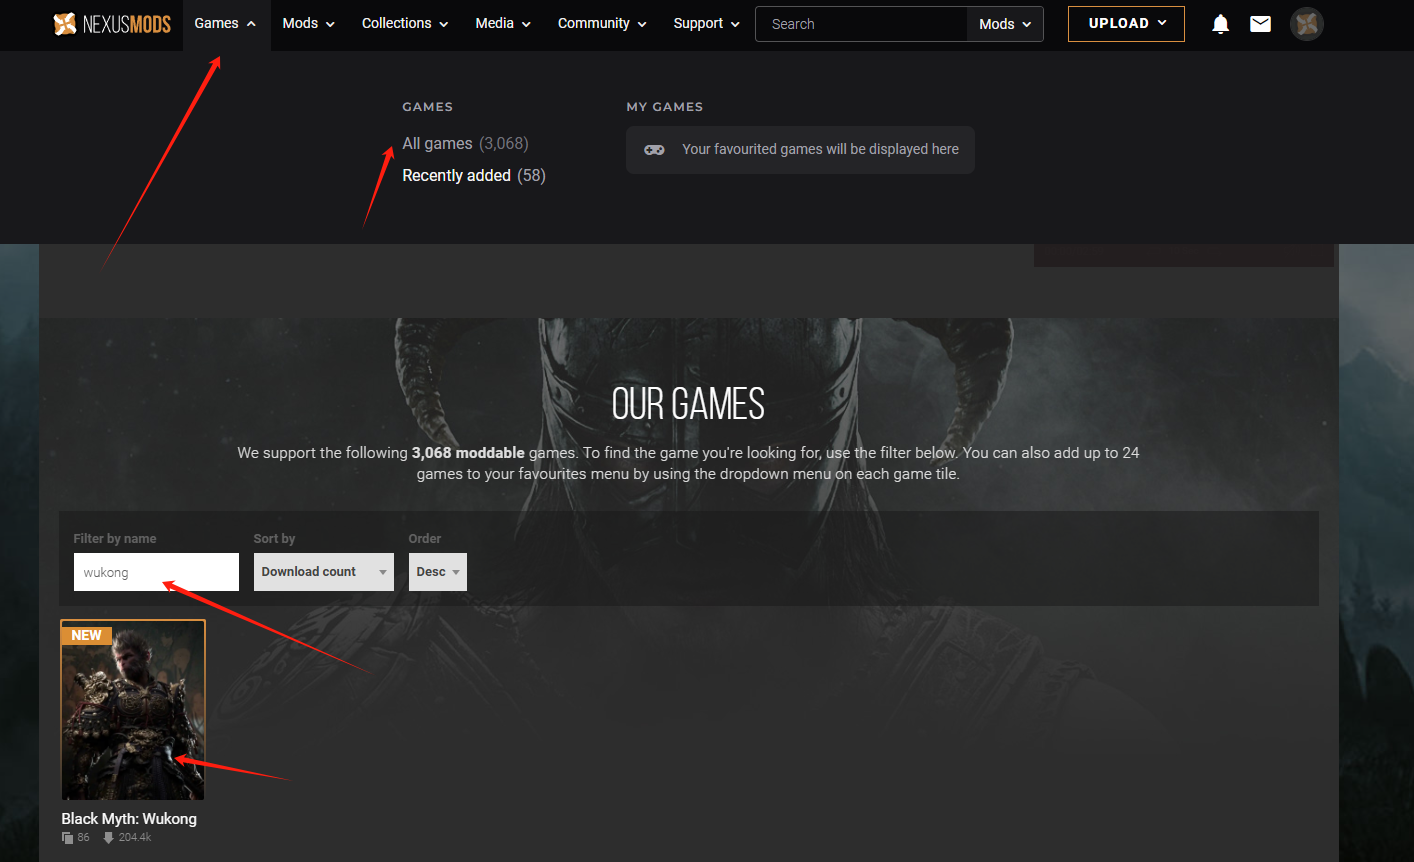 NEXUSMODS Games Mods Collections Media Community Support Search Mods UPLOAD
GAMES
All games (3,068)
Recently added (58)
MY GAMES
Your favourited games will be displayed here
OUR GAMES
We support the following 3,068 moddable games. To find the game you're looking for, use the filter below. You can also add up to 24
games to your favourites menu by using the dropdown menu on each game tile.
Filter by name Sort by Order
wukong Download count Desc
NEW
Black Myth: Wukong
86 204.4k